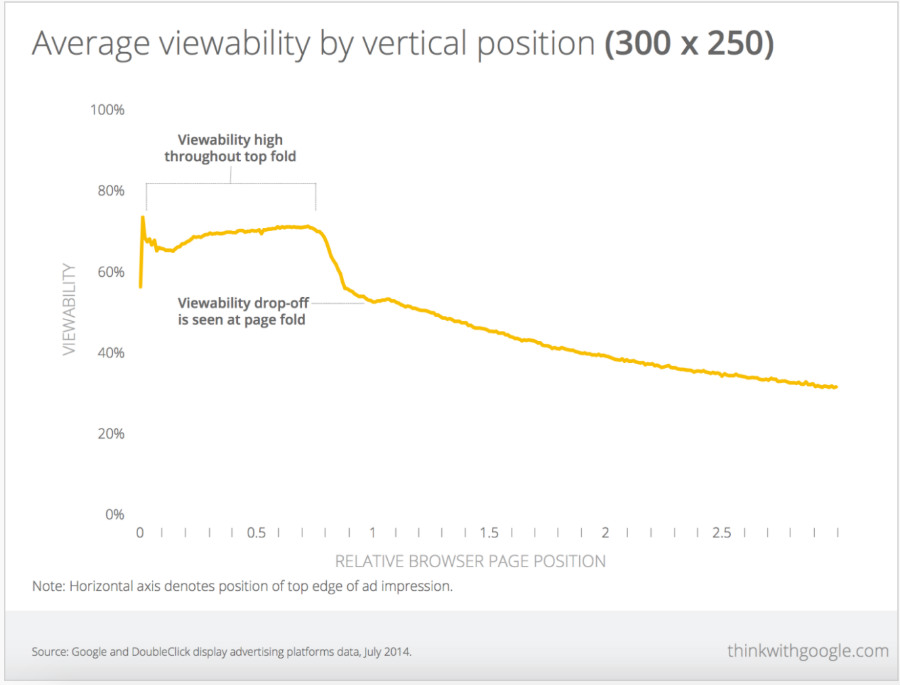 Average viewability by vertical position (300 x 250)
100%
Viewability high
throughout top fold
80%
60%
VIEWABILITY
Viewability drop-off
is seen at page fold
40%
20%
0%
0 0.5 1 1.5 2 2.5
RELATIVE BROWSER PAGE POSITION
Note: Horizontal axis denotes position of top edge of ad impression.
Source: Google and DoubleClick display advertising platforms data, July 2014.
thinkwithgoogle.com